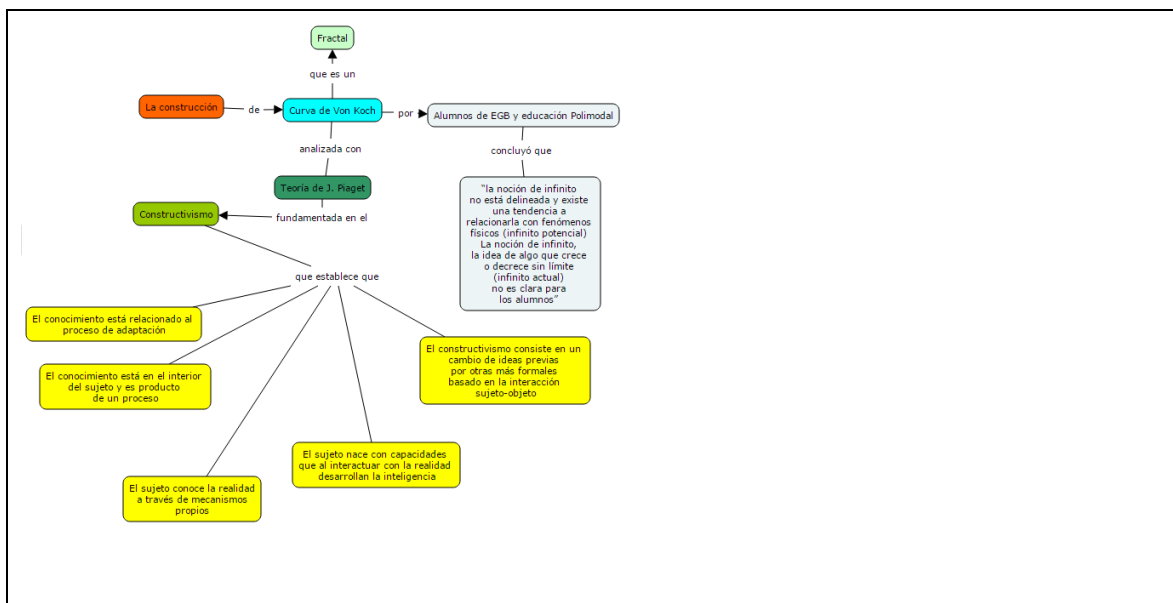 Fractal
que es un
La construcción
de
Curva de Von Koch
por
Alumnos de EGB y educación Polimodal
analizada con
concluyó que
Teoría de J. Piaget
"la noción de infinito
no está delineada y existe
una tendencia a
relacionarla con fenómenos
físicos (infinito potencial)
La noción de infinito,
la idea de algo que crece
o decrece sin límite
(infinito actual)
no es clara para
los alumnos"
Constructivismo
fundamentada en el
que establece que
El conocimiento está relacionado al
proceso de adaptación
El conocimiento está en el interior
del sujeto y es producto
de un proceso
El constructivismo consiste en un
cambio de ideas previas
por otras más formales
basado en la interacción
sujeto-objeto
El sujeto nace con capacidades
que al interactuar con la realidad
desarrollan la inteligencia
El sujeto conoce la realidad
a través de mecanismos
propios